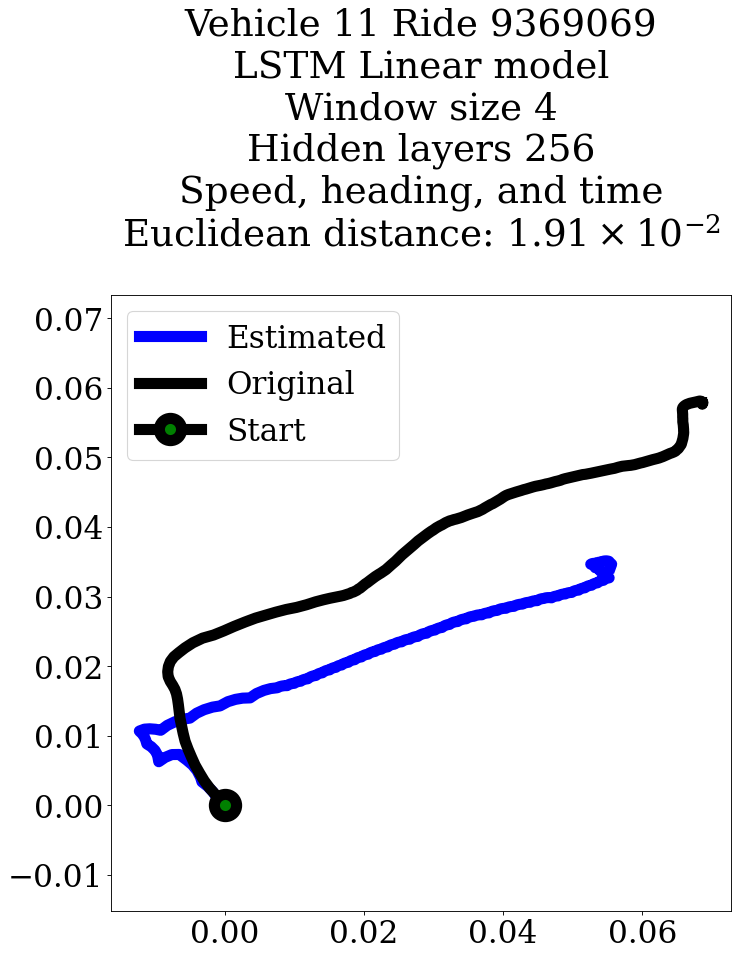 Vehicle 11 Ride 9369069
LSTM Linear model
Window size 4
Hidden layers 256
Speed, heading, and time
Euclidean distance: 1.91 × 10⁻²
Estimated
Original
Start
0.07
0.06
0.05
0.04
0.03
0.02
0.01
0.00
−0.01
0.00 0.02 0.04 0.06